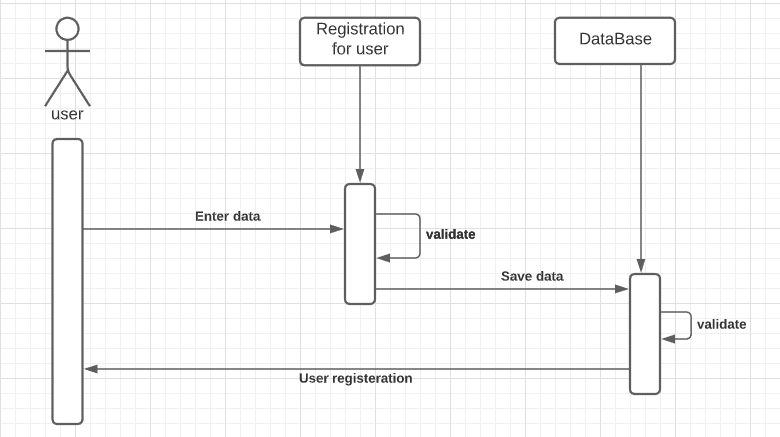 Registration
for user
DataBase
user
Enter data
validate
Save data
validate
User registeration